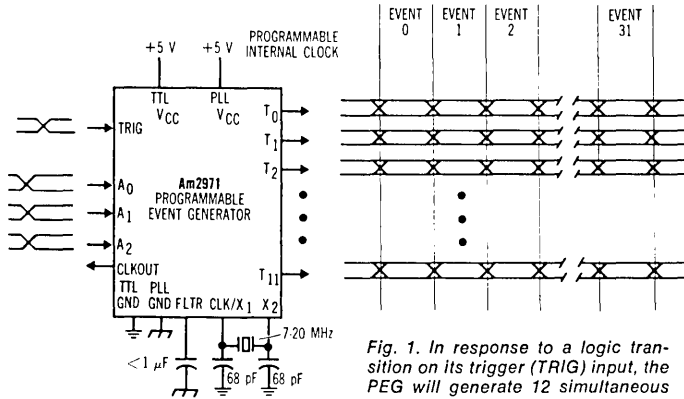 EVENT 0 EVENT 1 EVENT 2 EVENT 31
PROGRAMMABLE INTERNAL CLOCK
+5 V +5 V
TTL VCC PLL VCC
T0
TRIG
T1
T2
A0
Am2971
PROGRAMMABLE
EVENT GENERATOR
A1
A2
CLKOUT
T11
TTL GND PLL GND FLTR CLK/X1 X2
7-20 MHz
<1 µF
68 pF 68 pF
Fig. 1. In response to a logic tran-
sition on its trigger (TRIG) input, the
PEG will generate 12 simultaneous